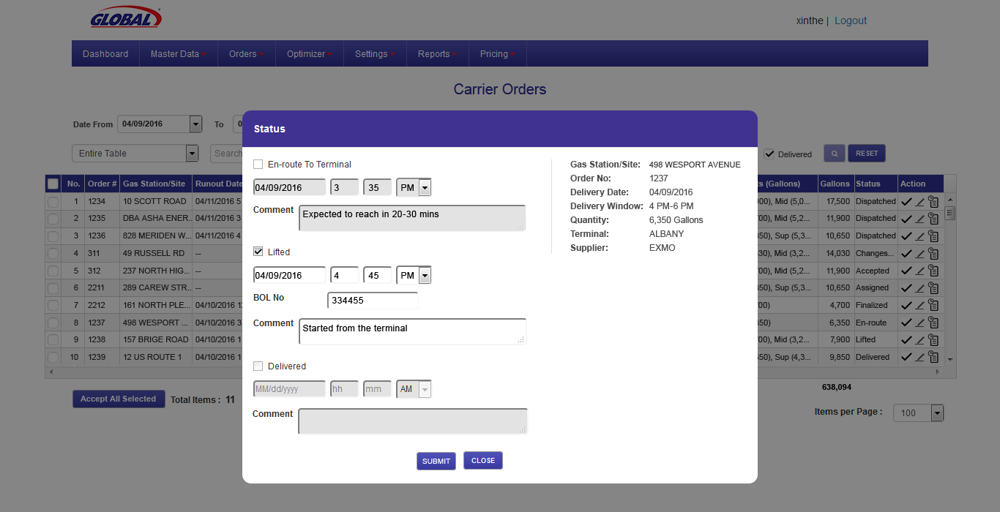 GLOBAL
xinthe | Logout
Dashboard Master Data Orders Optimizer Settings Reports Pricing
Carrier Orders
Date From 04/09/2016 To 0
Entire Table Search Delivered RESET
Status
En-route To Terminal
04/09/2016 3 35 PM
Comment Expected to reach in 20-30 mins
Lifted
04/09/2016 4 45 PM
BOL No 334455
Comment Started from the terminal
Delivered
MM/dd/yyyy hh mm AM
Comment
SUBMIT CLOSE
Gas Station/Site: 498 WESPORT AVENUE
Order No: 1237
Delivery Date: 04/09/2016
Delivery Window: 4 PM-6 PM
Quantity: 6,350 Gallons
Terminal: ALBANY
Supplier: EXMO
No. Order # Gas Station/Site Runout Date s (Gallons) Gallons Status Action
1 1234 10 SCOTT ROAD 04/11/2016 5 00), Mid (5,0... 17,500 Dispatched
2 1235 DBA ASHA ENER... 04/11/2016 3 00), Mid (5,2... 11,900 Dispatched
3 1236 828 MERIDEN W... 04/11/2016 4 50), Sup (5,3... 10,650 Dispatched
4 311 49 RUSSELL RD -- 30), Mid (3,2... 14,030 Changes...
5 312 237 NORTH HIG... -- 00), Mid (5,2... 11,900 Accepted
6 2211 289 CAREW STR... -- 50), Sup (5,3... 10,650 Assigned
7 2212 161 NORTH PLE... 04/10/2016 12 00) 4,700 Finalized
8 1237 498 WESPORT ... 04/10/2016 3 50) 6,350 En-route
9 1238 157 BRIGE ROAD 04/10/2016 1 00), Mid (3,2... 7,900 Lifted
10 1239 12 US ROUTE 1 04/10/2016 1 50), Sup (4,3... 9,850 Delivered
638,094
Accept All Selected Total Items : 11
Items per Page : 100